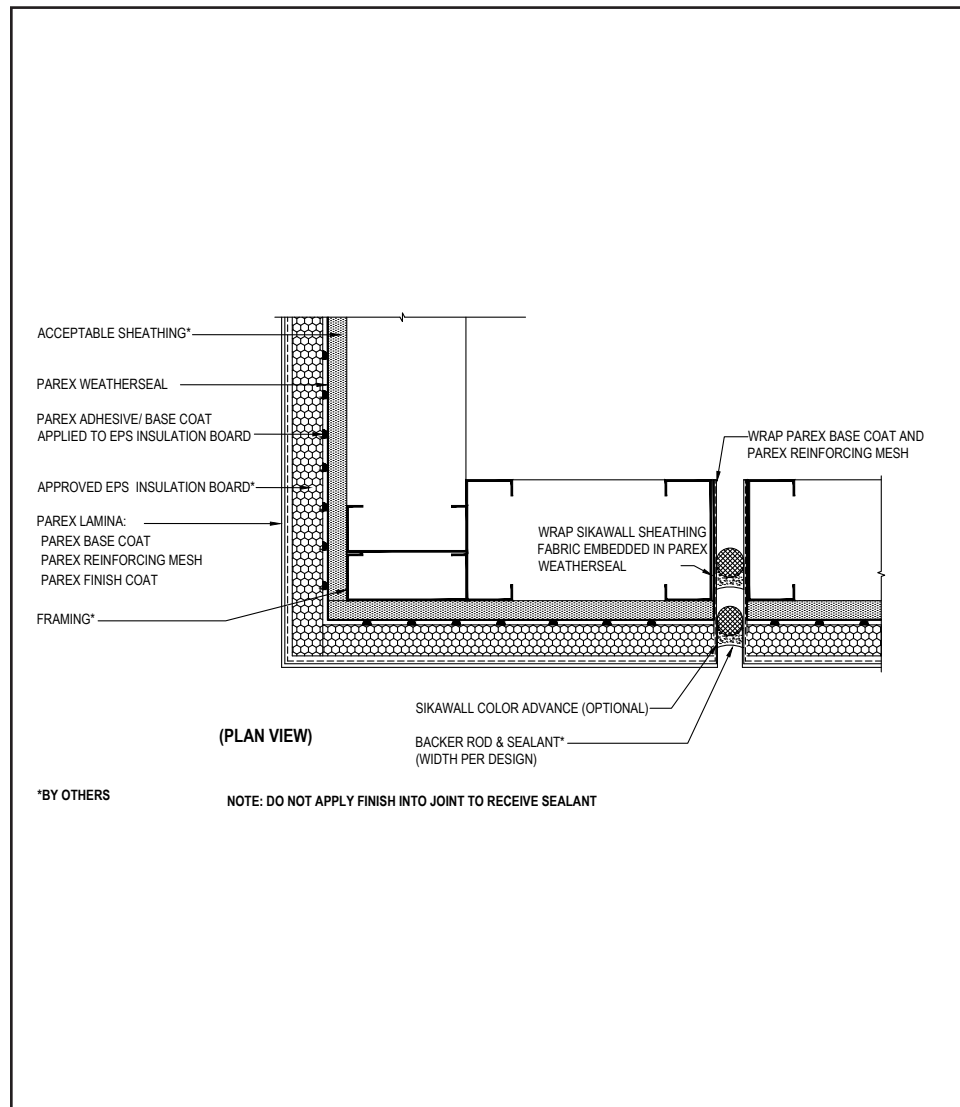 ACCEPTABLE SHEATHING*
PAREX WEATHERSEAL
PAREX ADHESIVE/ BASE COAT
APPLIED TO EPS INSULATION BOARD
APPROVED EPS INSULATION BOARD*
PAREX LAMINA:
PAREX BASE COAT
PAREX REINFORCING MESH
PAREX FINISH COAT
FRAMING*
WRAP PAREX BASE COAT AND
PAREX REINFORCING MESH
WRAP SIKAWALL SHEATHING
FABRIC EMBEDDED IN PAREX
WEATHERSEAL
SIKAWALL COLOR ADVANCE (OPTIONAL)
BACKER ROD & SEALANT*
(WIDTH PER DESIGN)
(PLAN VIEW)
*BY OTHERS
NOTE: DO NOT APPLY FINISH INTO JOINT TO RECEIVE SEALANT